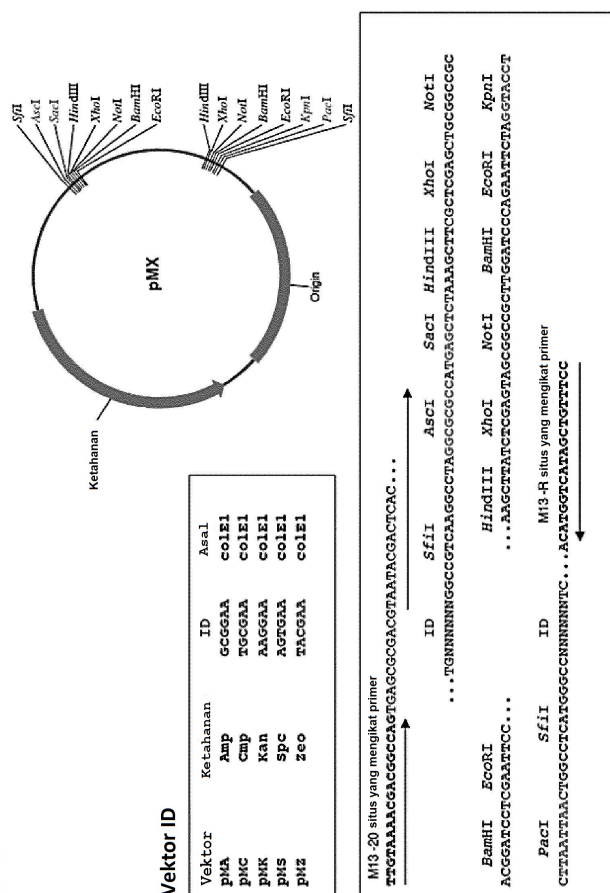 Vektor ID
Vektor Ketahanan ID Asal
pMA Amp GCGGAA colE1
pMC Cmp TGCGAA colE1
pMK Kan AAGGAA colE1
pMS Spc AGTGAA colE1
pMZ Zeo TACGAA colE1
Ketahanan
pMX
Origin
SfiI
AscI
SacI
HindIII
XhoI
NotI
BamHI
EcoRI
HindIII
XhoI
NotI
BamHI
EcoRI
KpnI
PacI
SfiI
M13 -20 situs yang mengikat primer
TTGTAAAACGACGGCCAGTGAGCGCGACGTAATACGACTCAC...
ID SfiI AscI SacI HindIII XhoI NotI
...TGNNNNNNGGCCGTCAAGGCCTAGGCGCGCCATGAGCTCTAAAGCTTCGCTCGAGCTGCGGCCGC
BamHI EcoRI HindIII XhoI NotI BamHI EcoRI KpnI
ACGGATCCTCGAATTCC... ...AAGCTTATCTCGAGTAGCGGCCGCTTGGATCCCAGAATTCTAGGTACCT
PacI SfiI ID M13 -R situs yang mengikat primer
CTTAATTAACTGGCCTCATGGGCCNNNNNNTC...ACATGGTCATAGCTGTTTCC